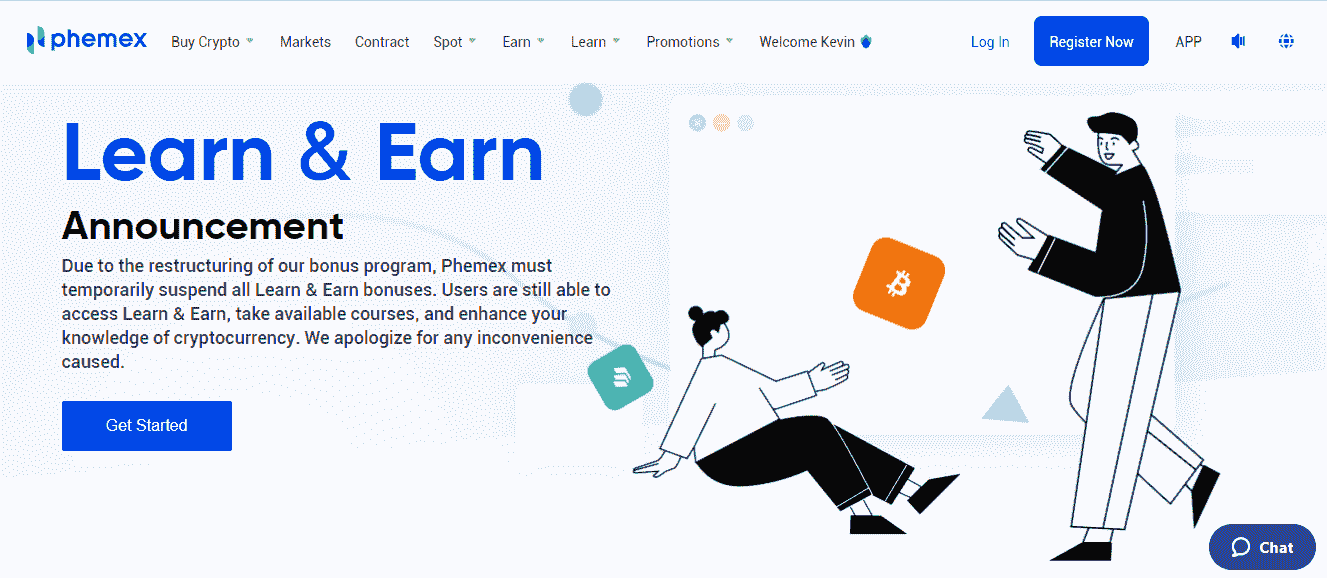 phemex Buy Crypto Markets Contract Spot Earn Learn Promotions Welcome Kevin Log In Register Now APP
Learn & Earn
Announcement
Due to the restructuring of our bonus program, Phemex must
temporarily suspend all Learn & Earn bonuses. Users are still able to
access Learn & Earn, take available courses, and enhance your
knowledge of cryptocurrency. We apologize for any inconvenience
caused.
Get Started
Chat